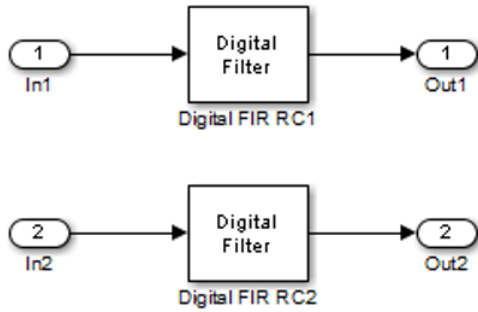 1
Digital
Filter
1
In1
Out1
Digital FIR RC1
2
Digital
Filter
2
In2
Out2
Digital FIR RC2